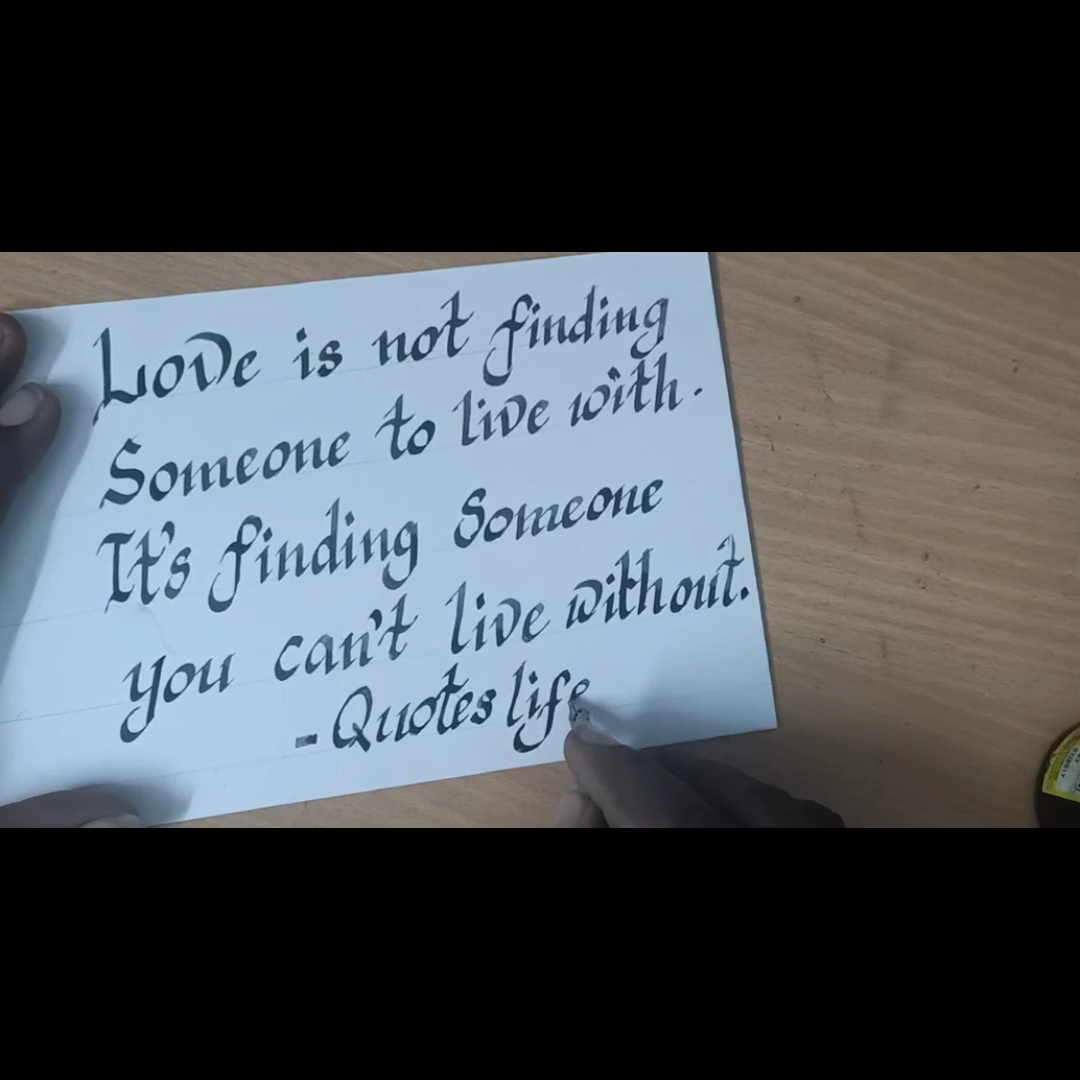 Love is not finding
Someone to live with.
It's finding Someone
you can't live without.
- Quotes life